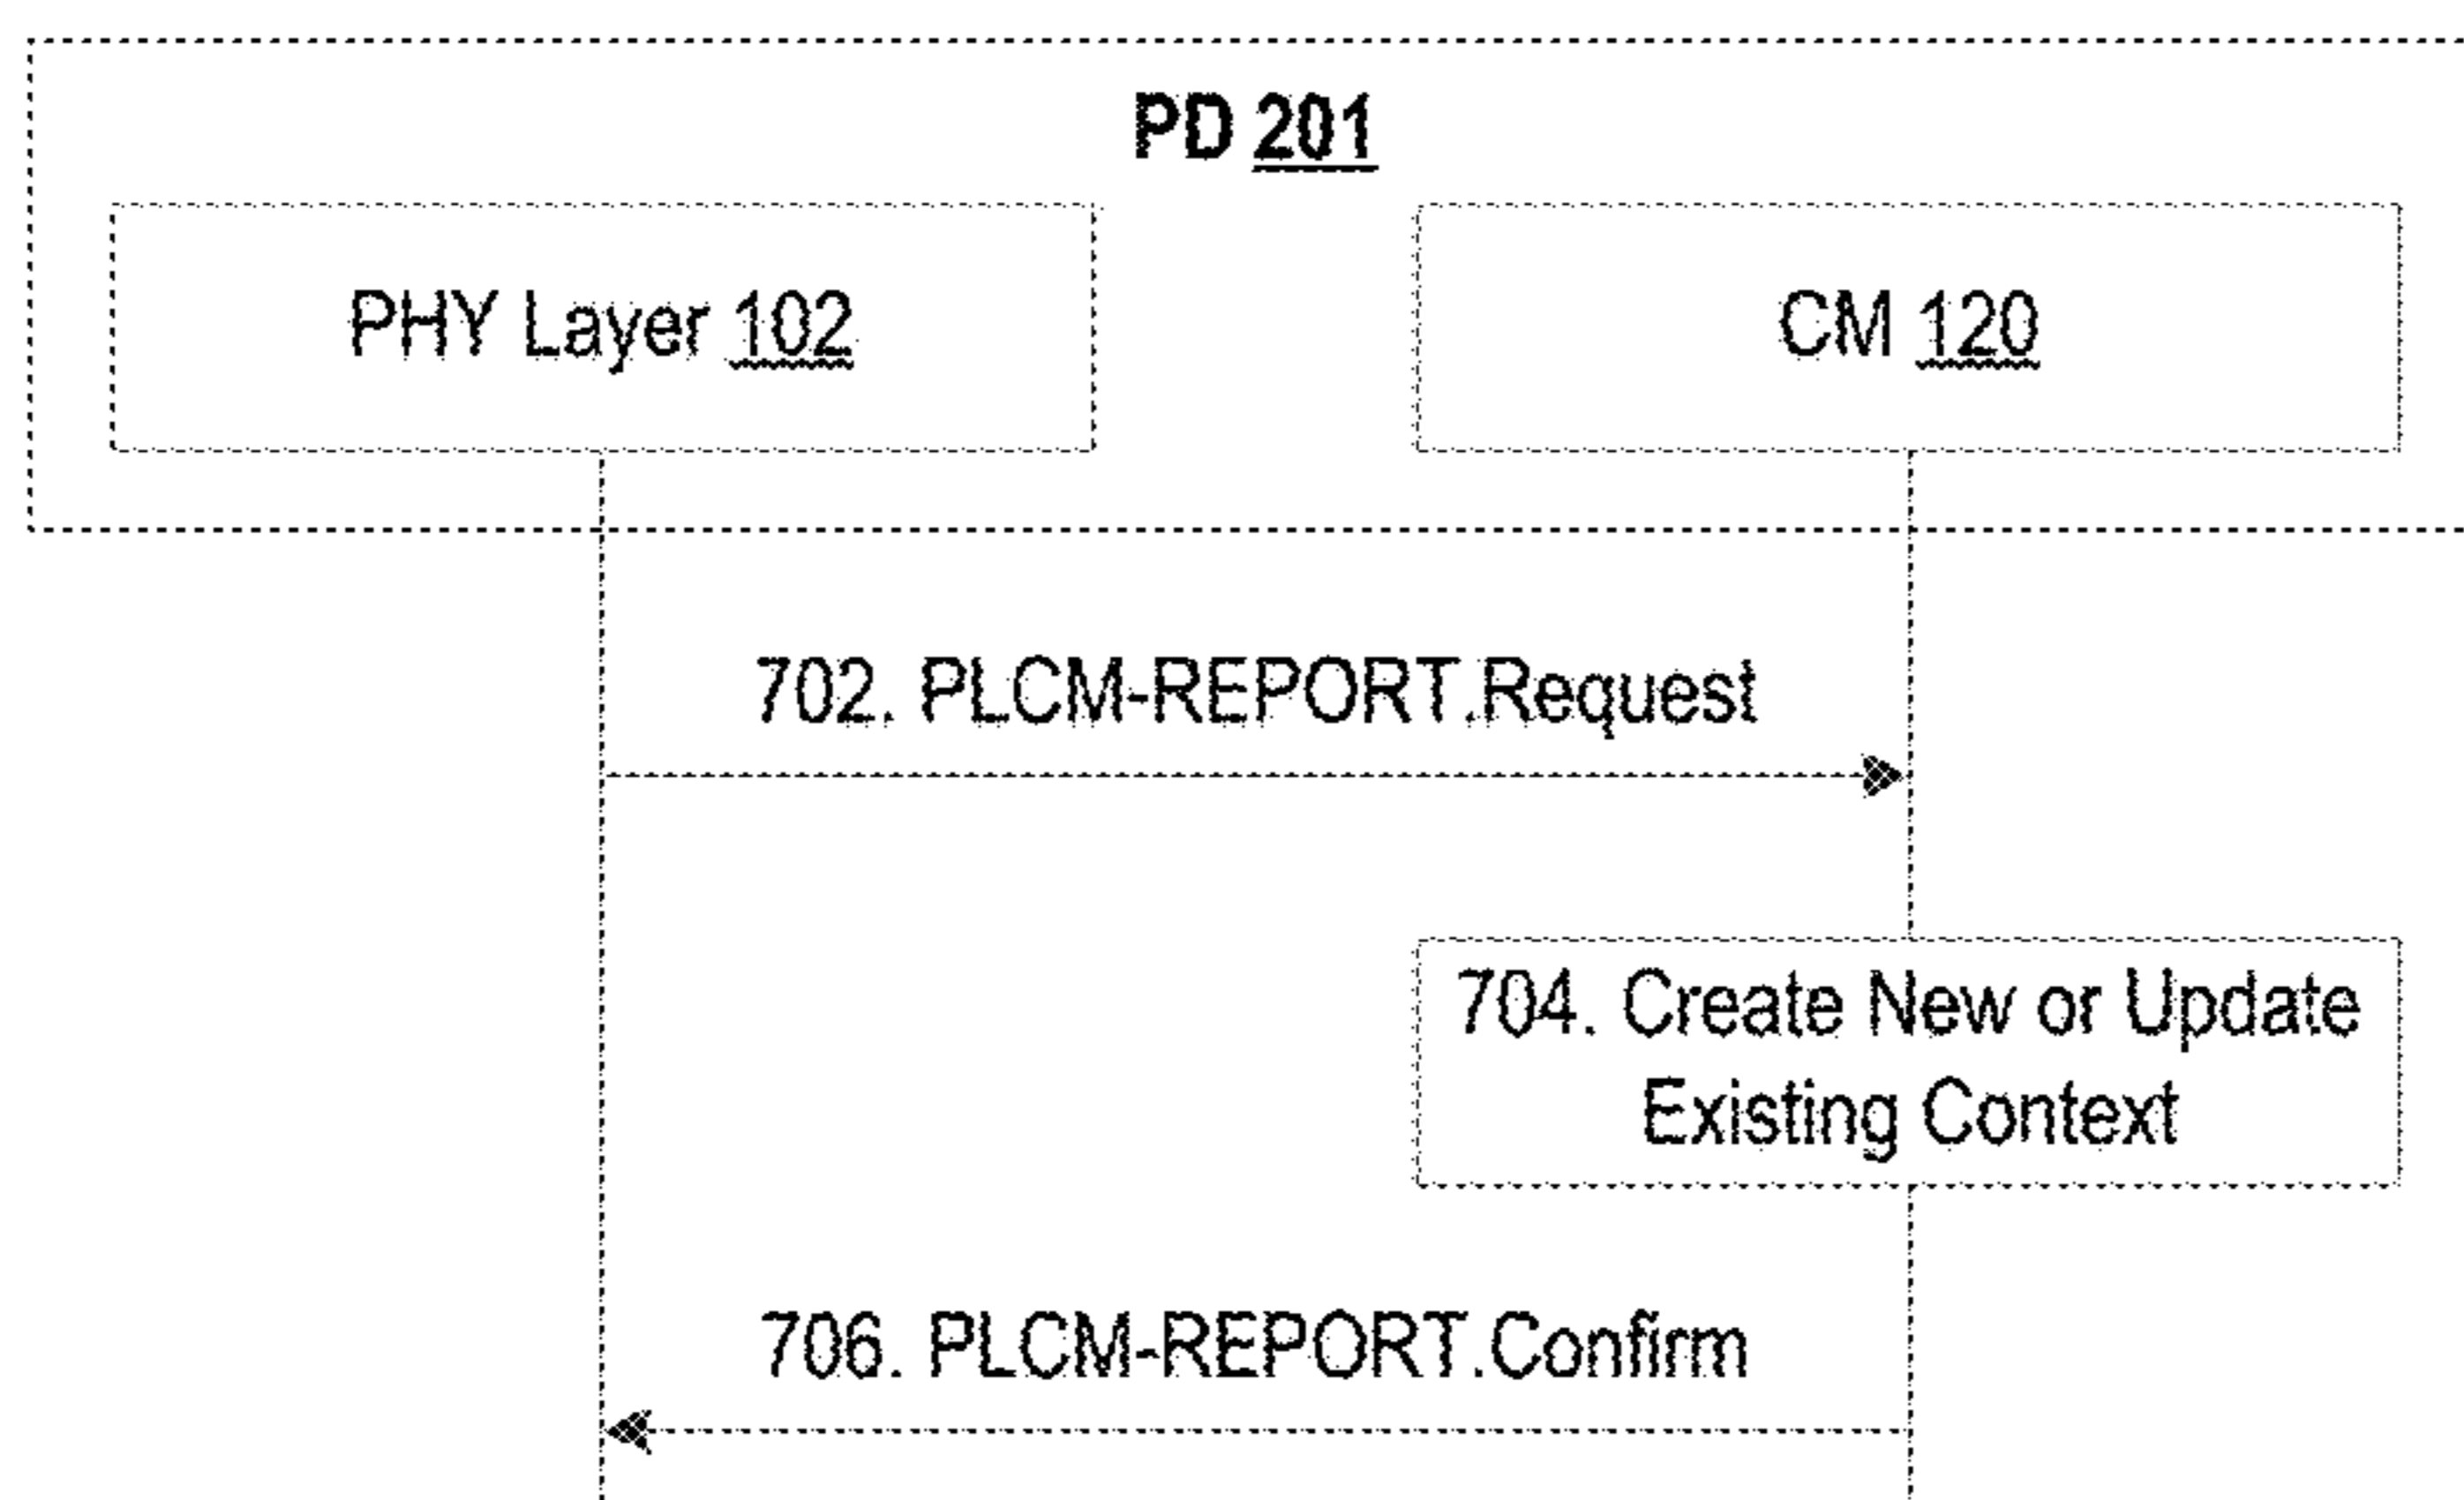 PD 201
PHY Layer 102
CM 120
702. PLCM-REPORT.Request
704. Create New or Update
Existing Context
706. PLCM-REPORT.Confirm